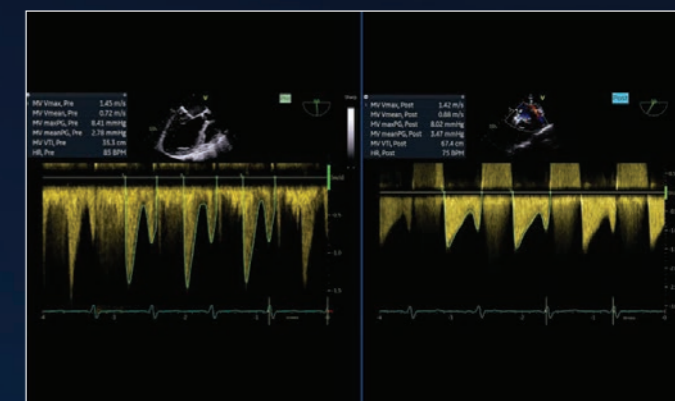 MV Vmax, Pre 1.45 m/s
MV Vmean, Pre 0.72 m/s
MV maxPG, Pre 8.41 mmHg
MV meanPG, Pre 2.78 mmHg
MV VTI, Pre 35.3 cm
HR, Pre 85 BPM
V
MV Vmax, Post 1.42 m/s
MV Vmean, Post 0.88 m/s
MV maxPG, Post 8.02 mmHg
MV meanPG, Post 3.47 mmHg
MV VTI, Post 67.4 cm
HR, Post 75 BPM
V
Post